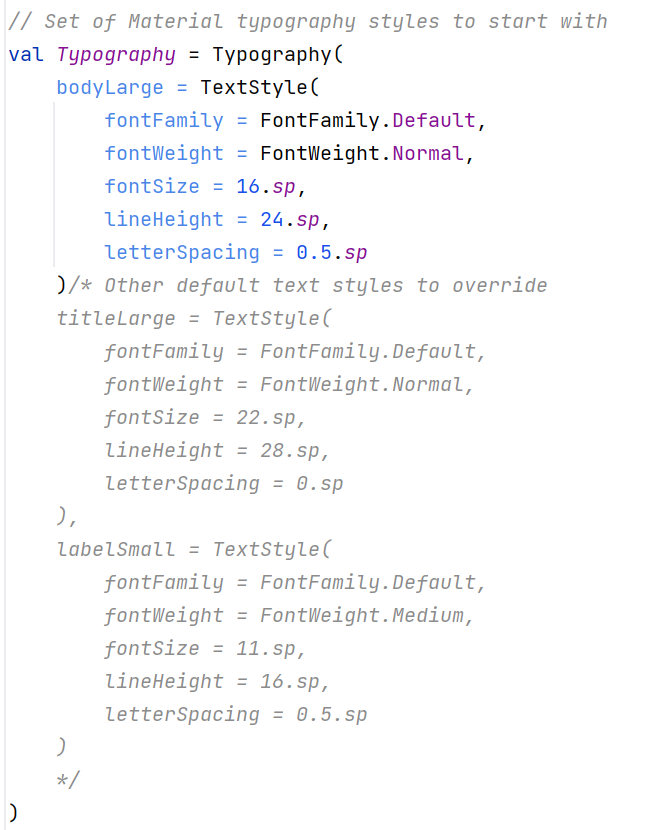 // Set of Material typography styles to start with
val Typography = Typography(
    bodyLarge = TextStyle(
        fontFamily = FontFamily.Default,
        fontWeight = FontWeight.Normal,
        fontSize = 16.sp,
        lineHeight = 24.sp,
        letterSpacing = 0.5.sp
    )/* Other default text styles to override
    titleLarge = TextStyle(
        fontFamily = FontFamily.Default,
        fontWeight = FontWeight.Normal,
        fontSize = 22.sp,
        lineHeight = 28.sp,
        letterSpacing = 0.sp
    ),
    labelSmall = TextStyle(
        fontFamily = FontFamily.Default,
        fontWeight = FontWeight.Medium,
        fontSize = 11.sp,
        lineHeight = 16.sp,
        letterSpacing = 0.5.sp
    )
    */
)